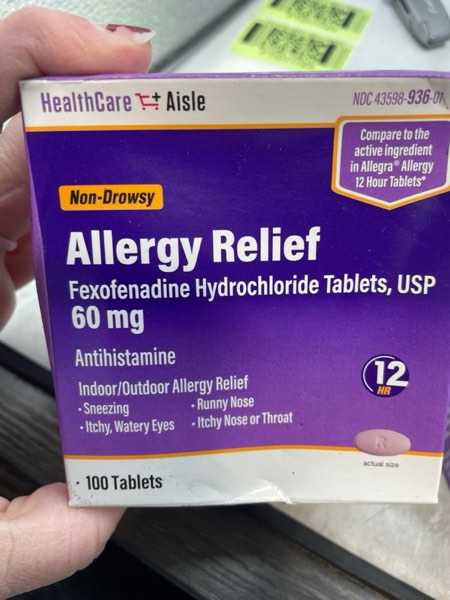 HealthCare Aisle
NDC 43598-936-01
Compare to the
active ingredient
in Allegra® Allergy
12 Hour Tablets*
Non-Drowsy
Allergy Relief
Fexofenadine Hydrochloride Tablets, USP
60 mg
Antihistamine
Indoor/Outdoor Allergy Relief
• Sneezing
• Itchy, Watery Eyes
• Runny Nose
• Itchy Nose or Throat
12
HR
R
actual size
100 Tablets